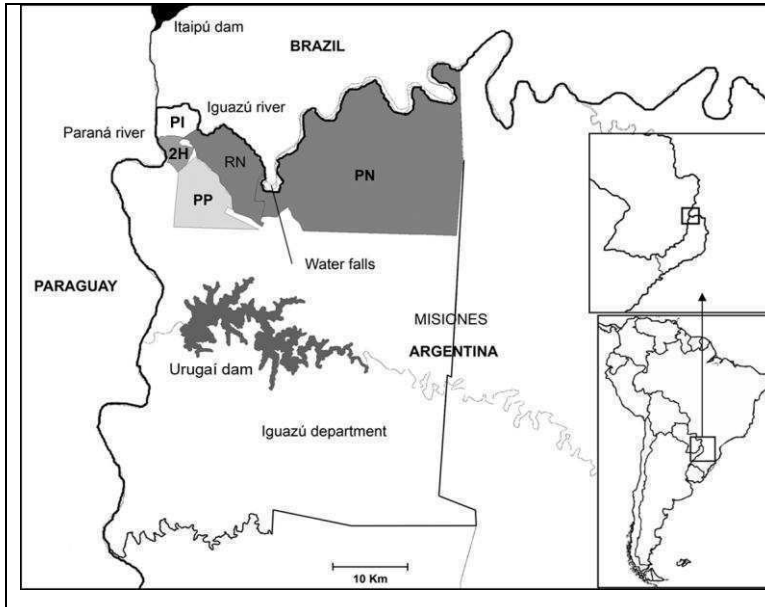 Itaipú dam
BRAZIL
Iguazú river
PI
Paraná river
2H
RN
PN
PP
Water falls
PARAGUAY
MISIONES
ARGENTINA
Urugaí dam
Iguazú department
10 Km